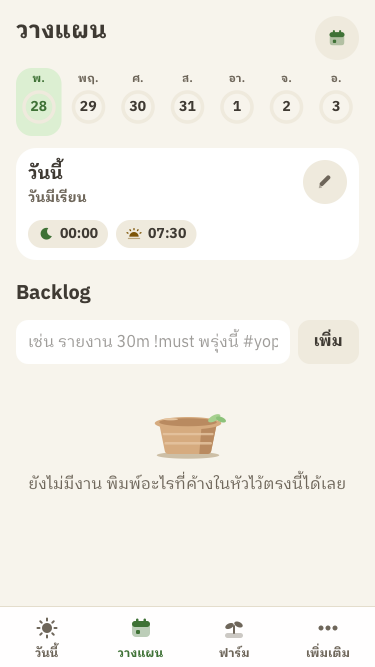 วางแผน
พ. พฤ. ศ. ส. อา. จ. อ.
28 29 30 31 1 2 3
วันนี้
วันมีเรียน
00:00 07:30
Backlog
เช่น รายงาน 30m !must พรุ่งนี้ #yop
เพิ่ม
ยังไม่มีงาน พิมพ์อะไรที่ค้างในหัวไว้ตรงนี้ได้เลย
วันนี้ วางแผน ฟาร์ม เพิ่มเติม